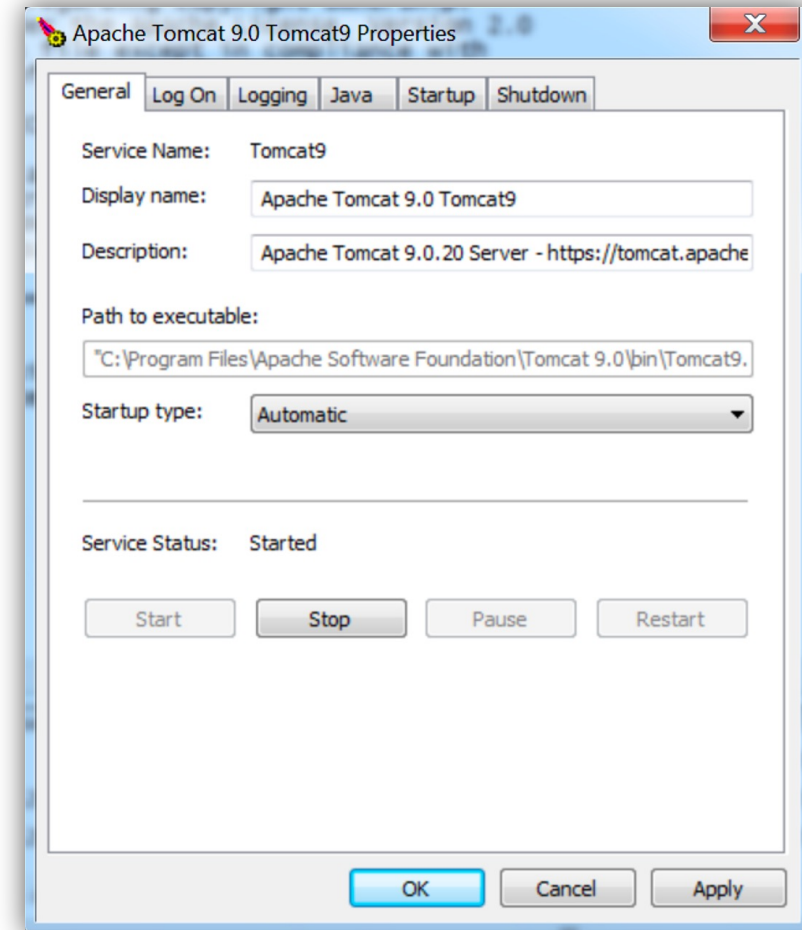 Apache Tomcat 9.0 Tomcat9 Properties
General Log On Logging Java Startup Shutdown
Service Name: Tomcat9
Display name: Apache Tomcat 9.0 Tomcat9
Description: Apache Tomcat 9.0.20 Server - https://tomcat.apache
Path to executable:
"C:\Program Files\Apache Software Foundation\Tomcat 9.0\bin\Tomcat9.
Startup type: Automatic
Service Status: Started
Start Stop Pause Restart
OK Cancel Apply